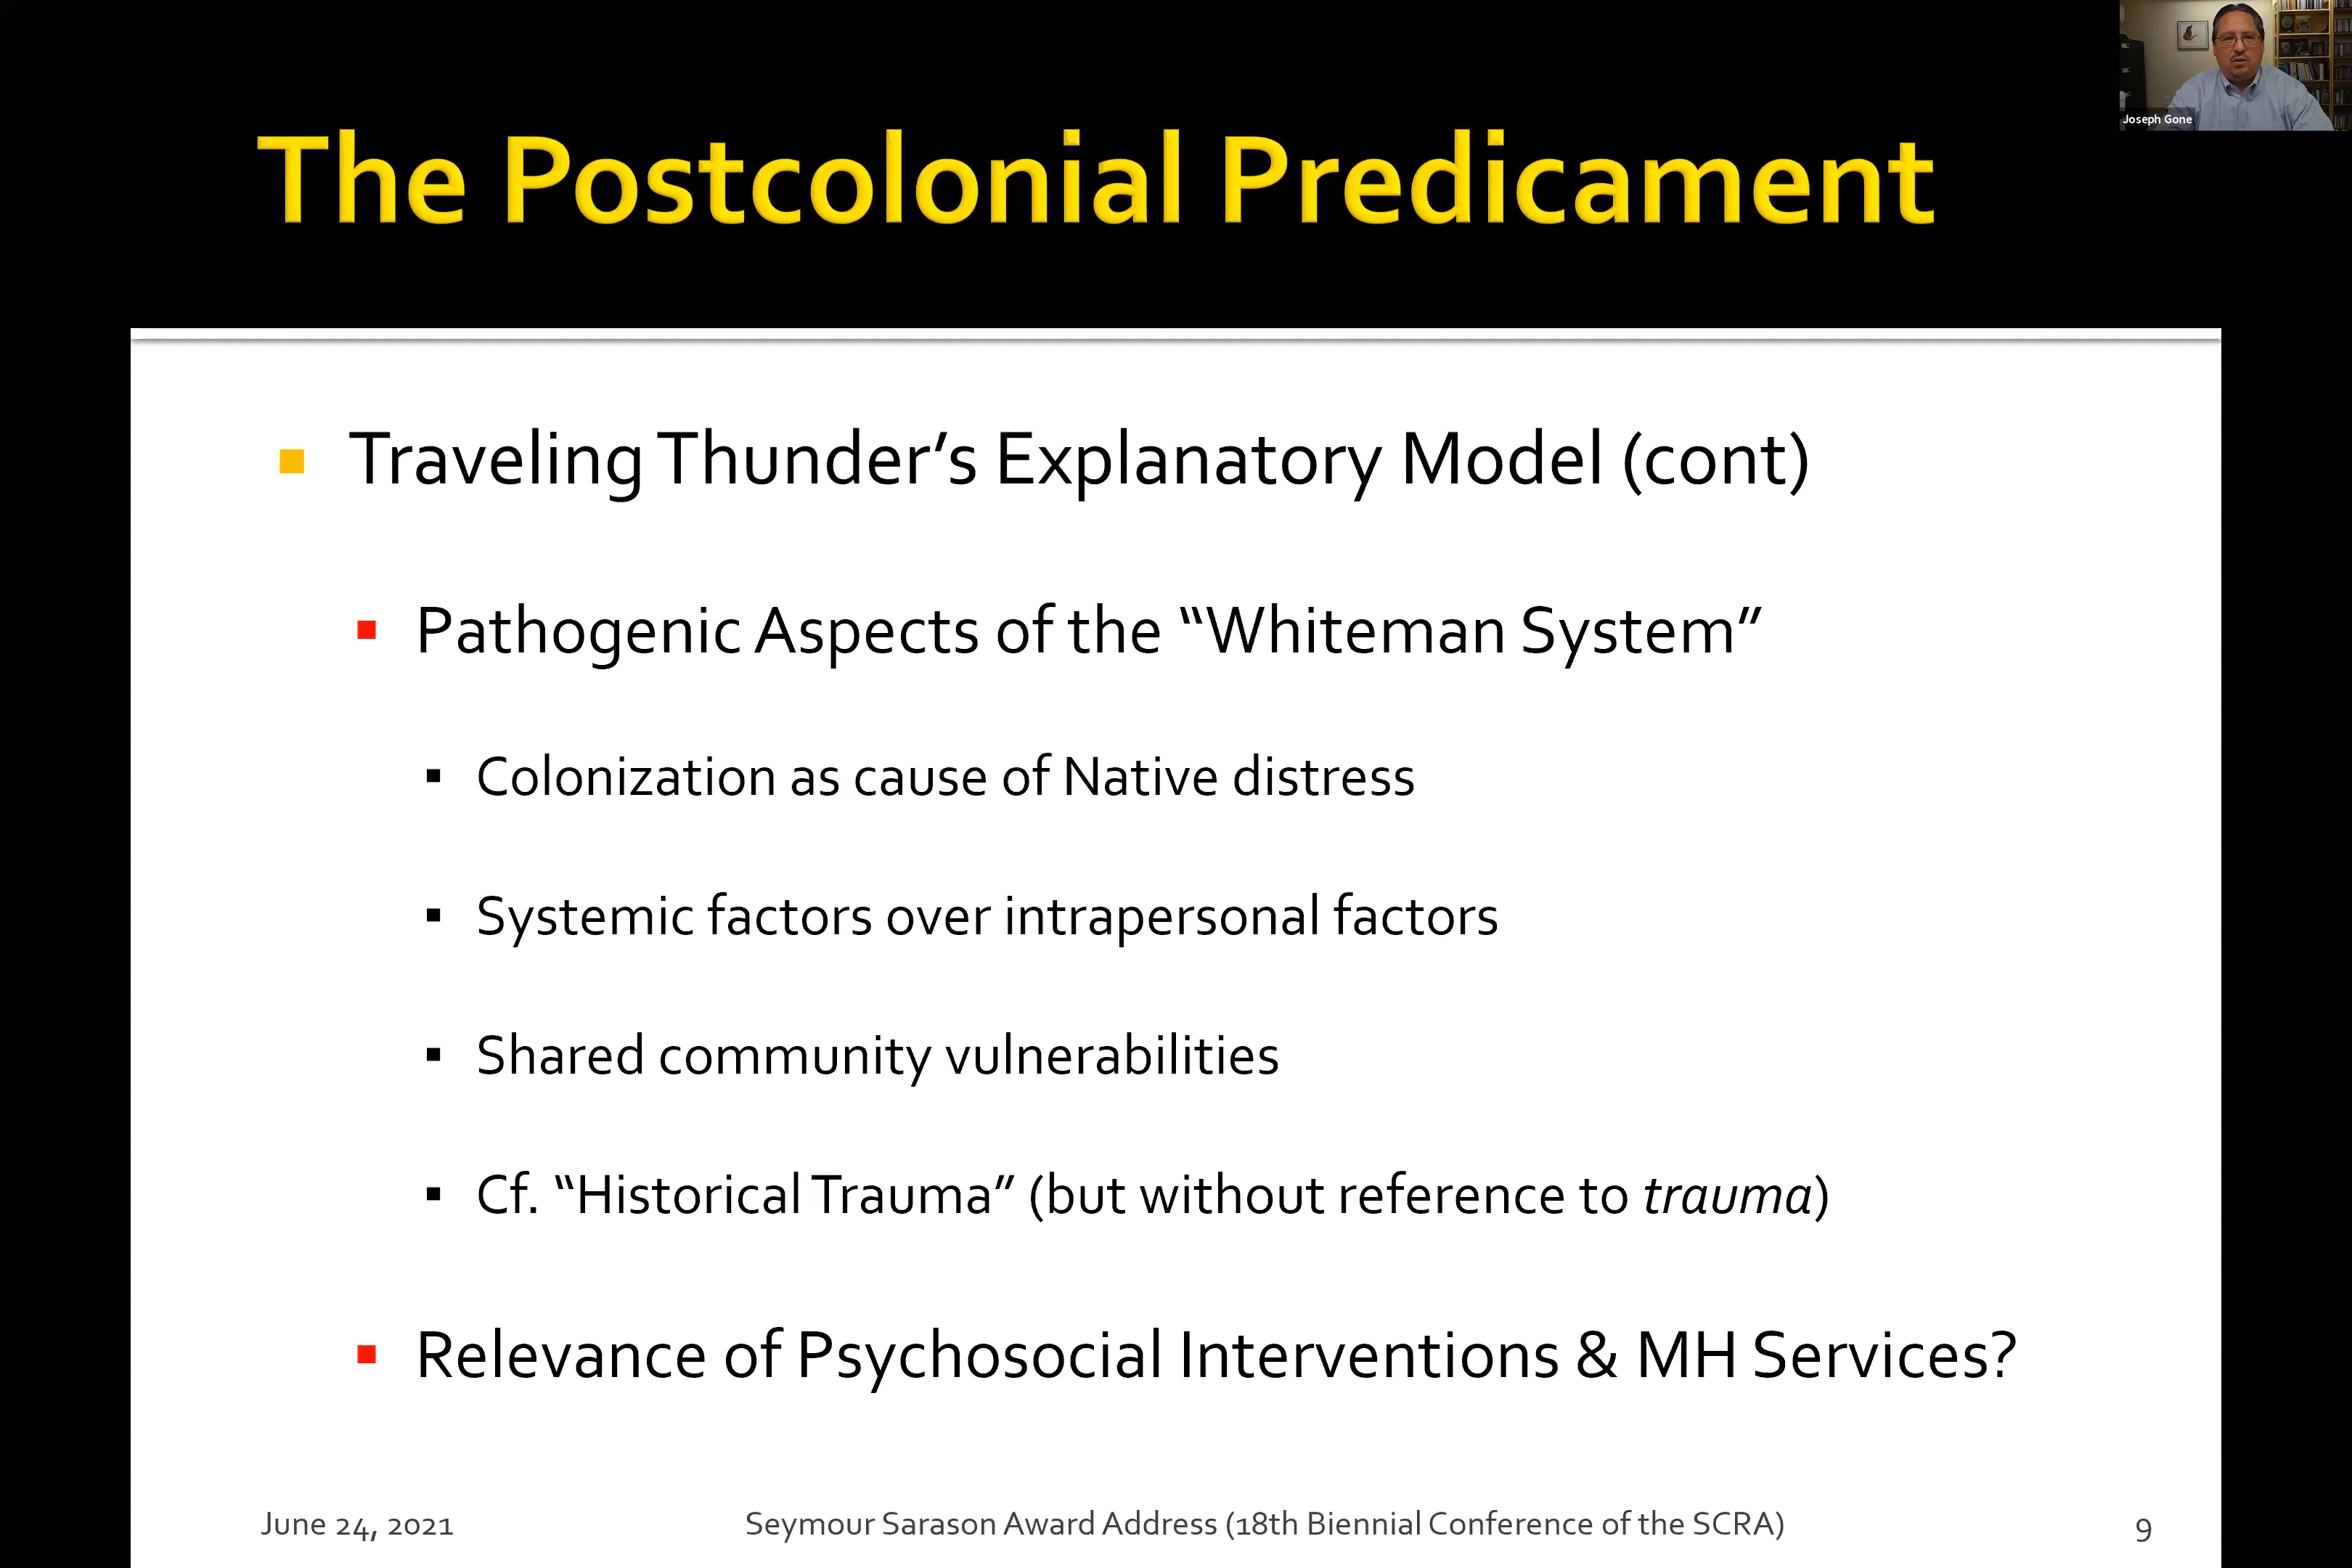 Joseph Gone
The Postcolonial Predicament
Traveling Thunder’s Explanatory Model (cont)
Pathogenic Aspects of the “Whiteman System”
Colonization as cause of Native distress
Systemic factors over intrapersonal factors
Shared community vulnerabilities
Cf. “Historical Trauma” (but without reference to trauma)
Relevance of Psychosocial Interventions & MH Services?
June 24, 2021 Seymour Sarason Award Address (18th Biennial Conference of the SCRA) 9